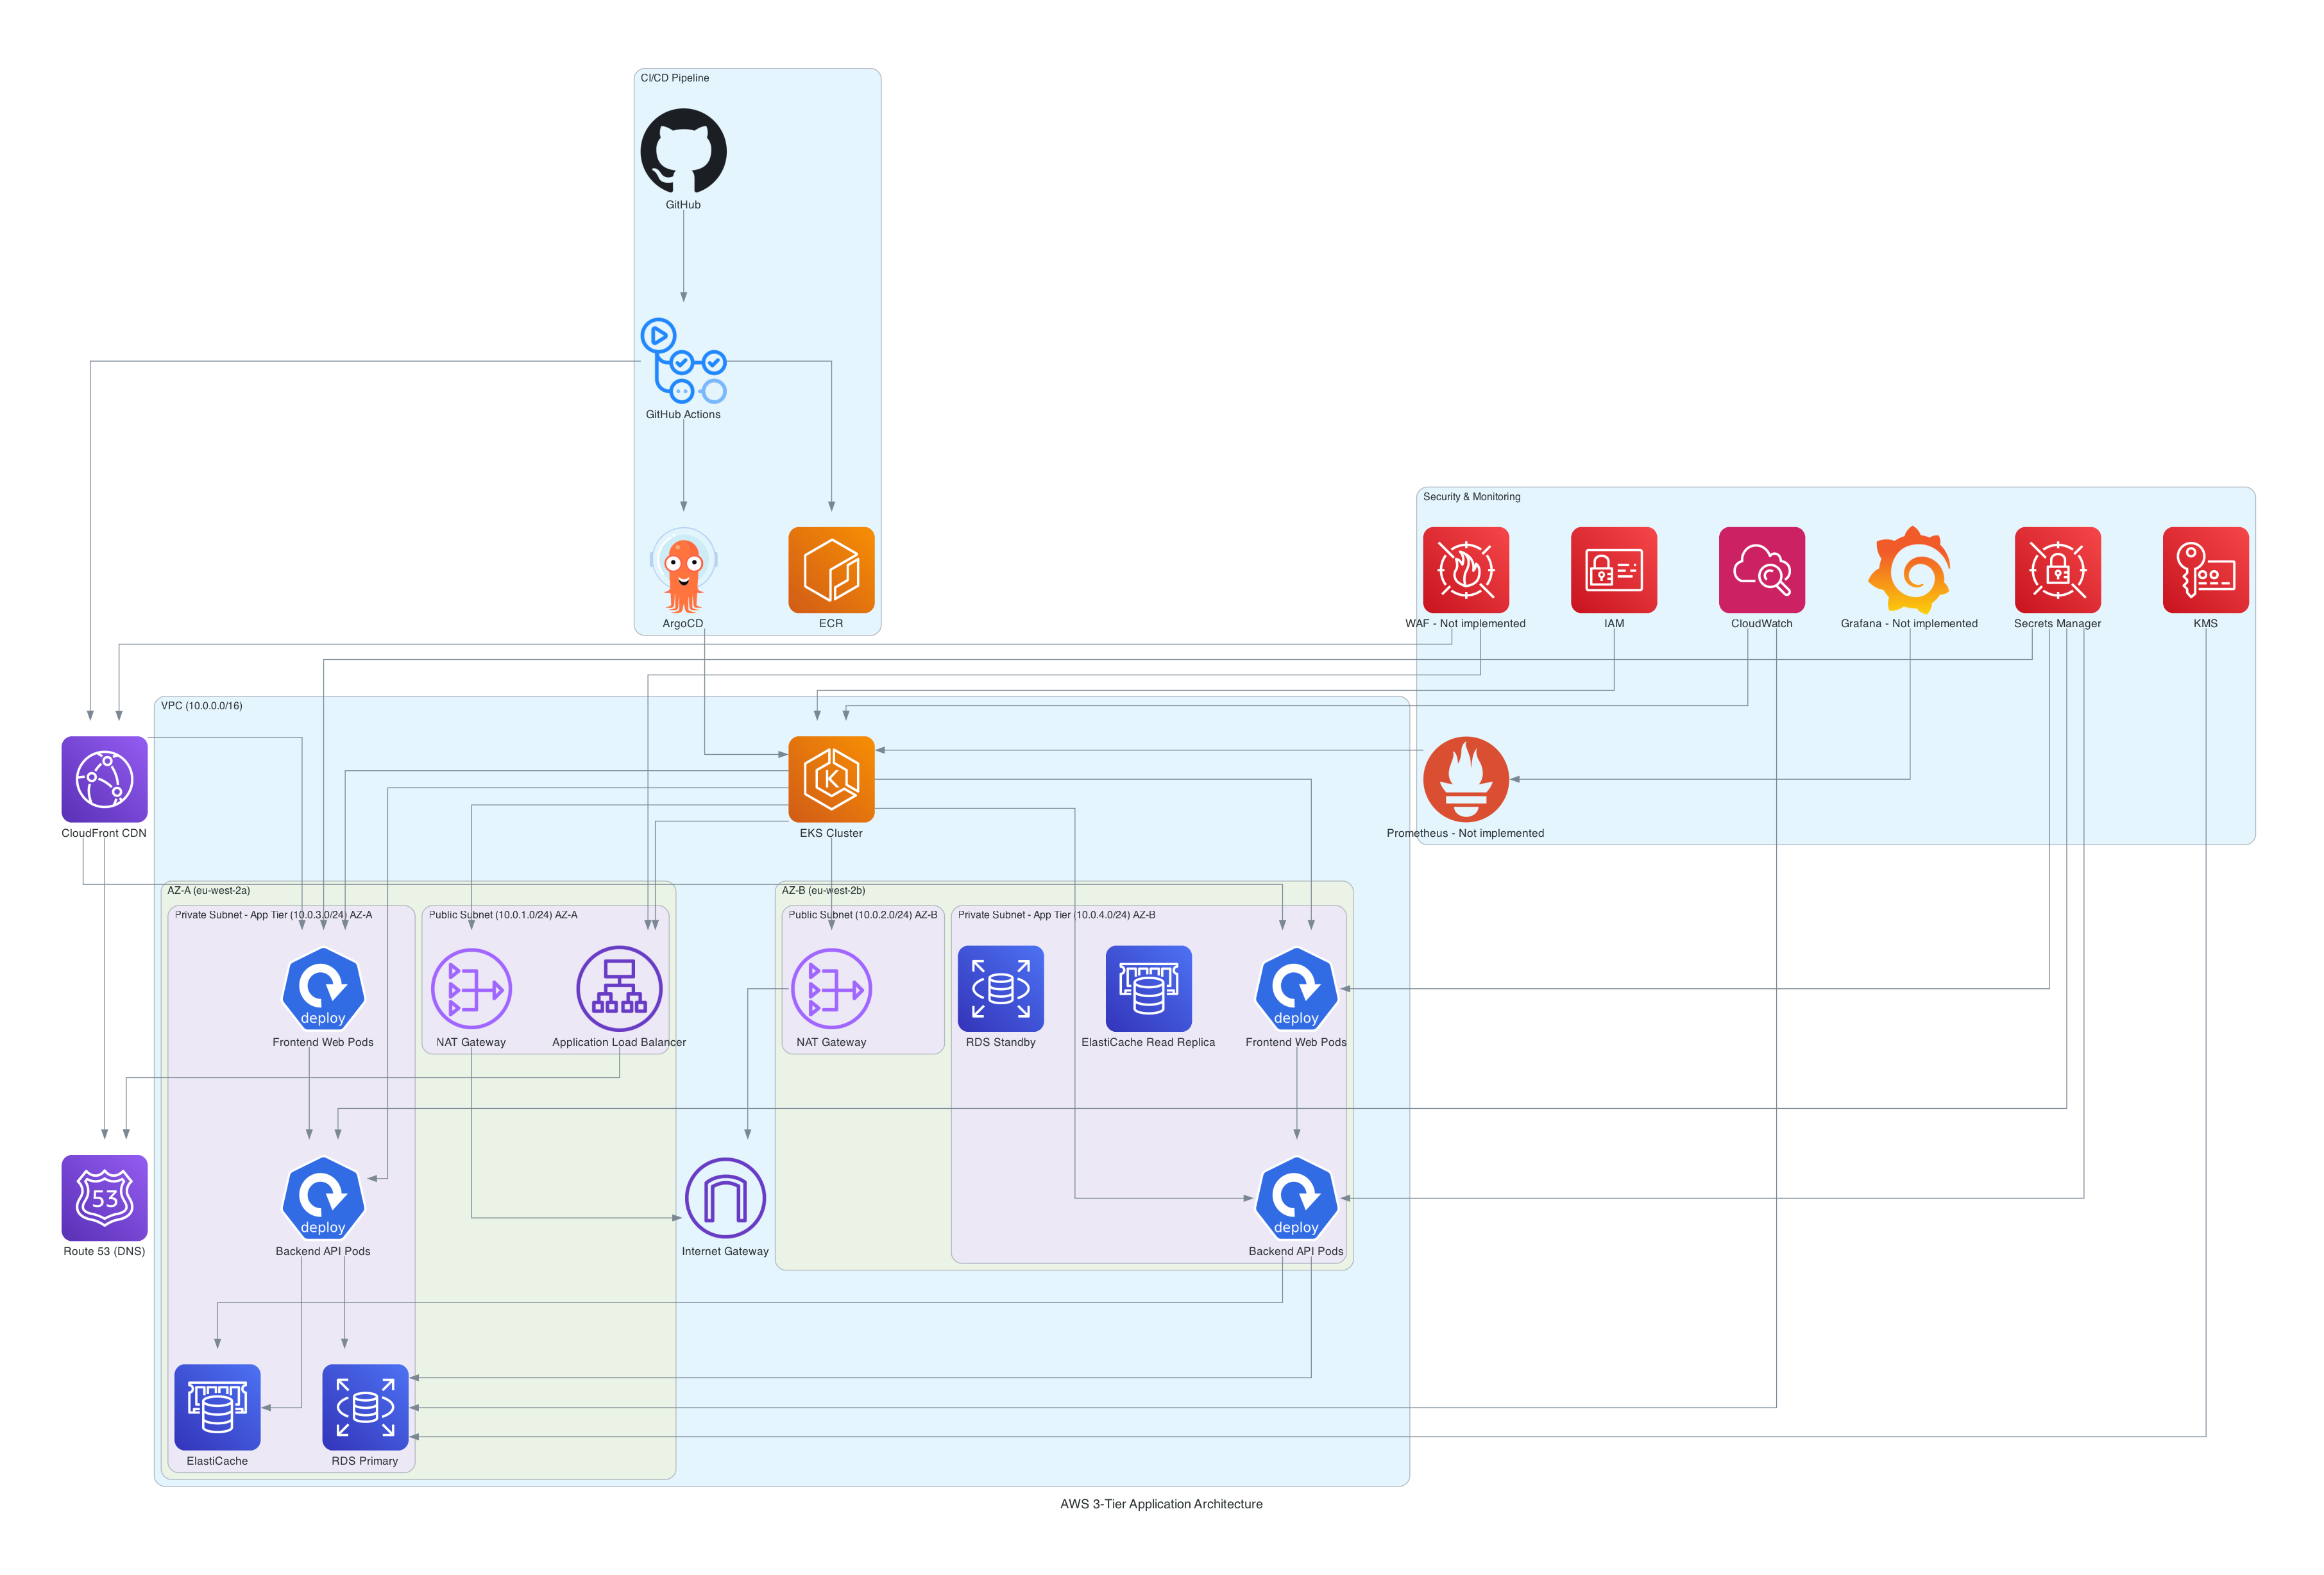 CI/CD Pipeline
GitHub
GitHub Actions
ArgoCD
ECR
Security & Monitoring
WAF - Not implemented
IAM
CloudWatch
Grafana - Not implemented
Secrets Manager
KMS
VPC (10.0.0.0/16)
CloudFront CDN
K
EKS Cluster
Prometheus - Not implemented
AZ-A (eu-west-2a)
AZ-B (eu-west-2b)
Private Subnet - App Tier (10.0.3.0/24) AZ-A
Public Subnet (10.0.1.0/24) AZ-A
Public Subnet (10.0.2.0/24) AZ-B
Private Subnet - App Tier (10.0.4.0/24) AZ-B
deploy
deploy
Frontend Web Pods
NAT Gateway
Application Load Balancer
NAT Gateway
RDS Standby
ElastiCache Read Replica
Frontend Web Pods
53
deploy
deploy
Route 53 (DNS)
Backend API Pods
Internet Gateway
Backend API Pods
ElastiCache
RDS Primary
AWS 3-Tier Application Architecture